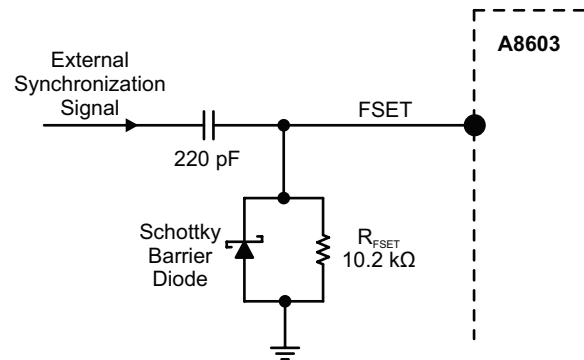 A8603
External
Synchronization
Signal
FSET
220 pF
Schottky
Barrier
Diode
RFSET
10.2 kΩ